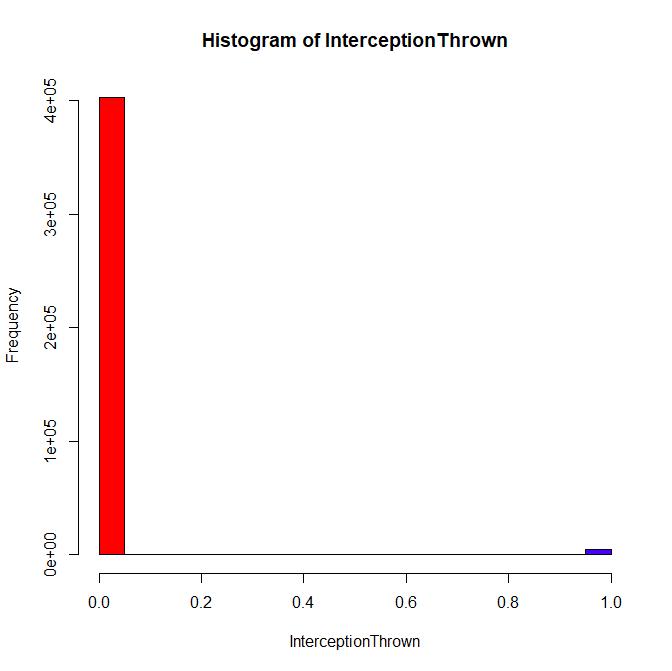 Histogram of InterceptionThrown
4e+05
3e+05
2e+05
1e+05
0e+00
Frequency
0.0 0.2 0.4 0.6 0.8 1.0
InterceptionThrown